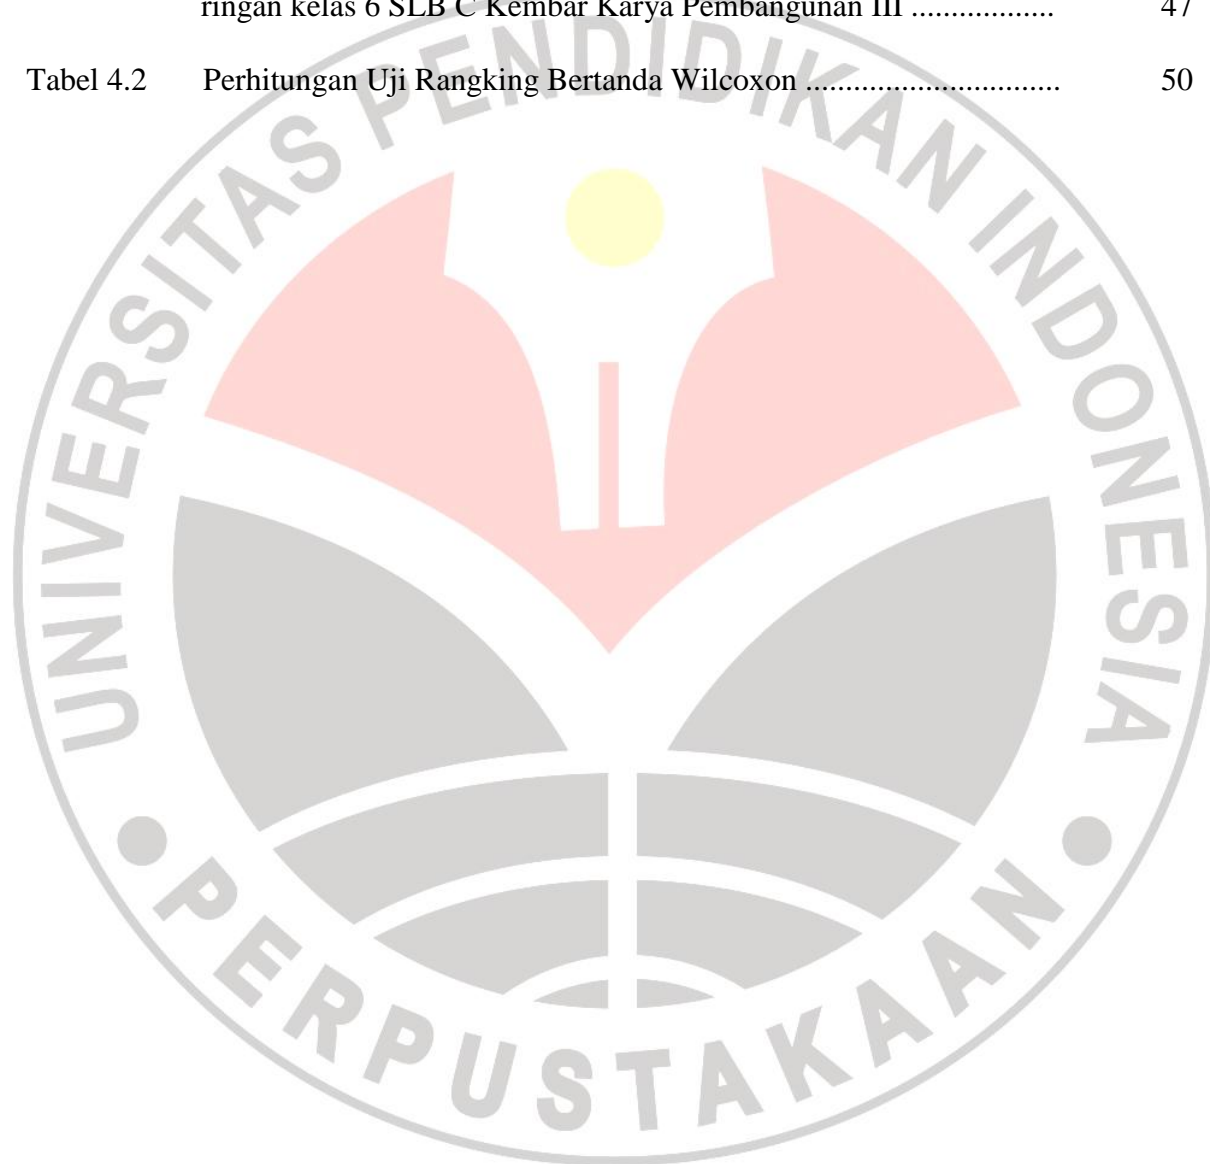 ringan kelas 6 SLB C Kembar Karya Pembangunan III .................. 47
Tabel 4.2 Perhitungan Uji Rangking Bertanda Wilcoxon ................................ 50
UNIVERSITAS PENDIDIKAN INDONESIA
PERPUSTAKAAN